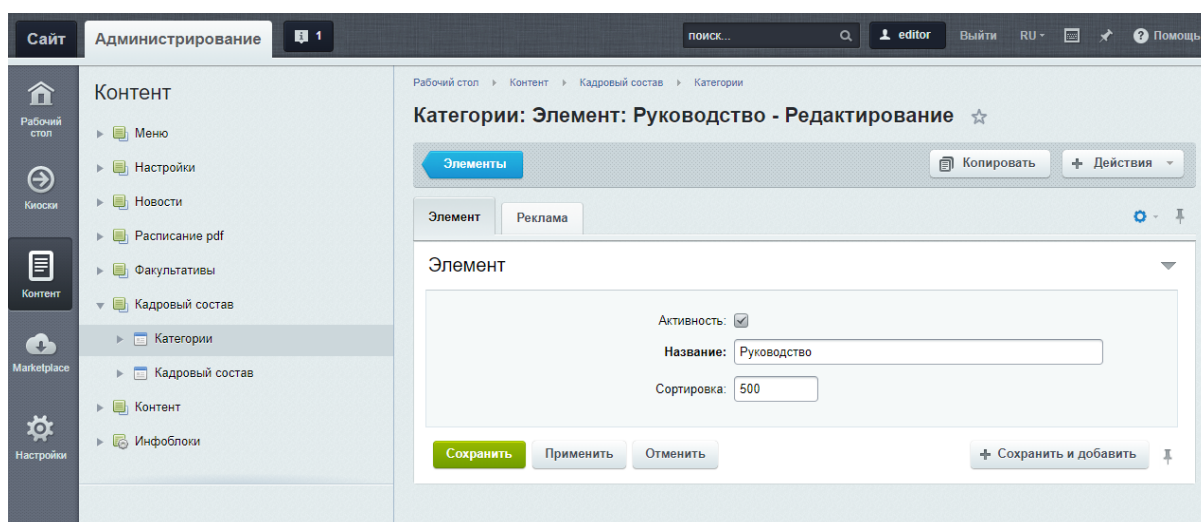 Сайт
Администрирование
1
поиск...
editor
Выйти
RU
Помощь
Рабочий стол
Киоски
Контент
Marketplace
Настройки
Контент
Меню
Настройки
Новости
Расписание pdf
Факультативы
Кадровый состав
Категории
Кадровый состав
Контент
Инфоблоки
Рабочий стол Контент Кадровый состав Категории
Категории: Элемент: Руководство - Редактирование
Элементы
Копировать
Действия
Элемент
Реклама
Элемент
Активность:
Название: Руководство
Сортировка: 500
Сохранить
Применить
Отменить
Сохранить и добавить